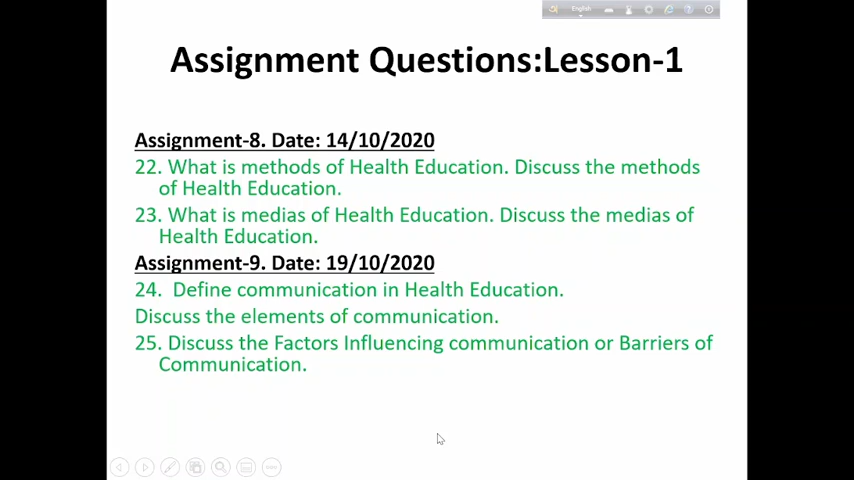 English
Assignment Questions:Lesson-1
Assignment-8. Date: 14/10/2020
22. What is methods of Health Education. Discuss the methods
of Health Education.
23. What is medias of Health Education. Discuss the medias of
Health Education.
Assignment-9. Date: 19/10/2020
24. Define communication in Health Education.
Discuss the elements of communication.
25. Discuss the Factors Influencing communication or Barriers of
Communication.